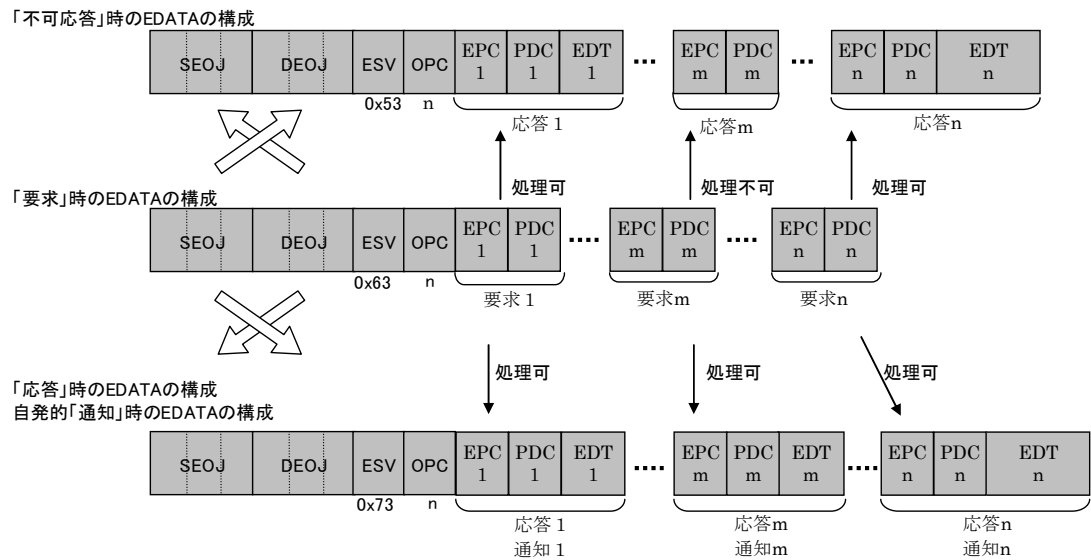 「不可応答」時のEDATAの構成
SEOJ DEOJ ESV OPC EPC 1 PDC 1 EDT 1 ... EPC m PDC m ... EPC n PDC n EDT n
0x53 n 応答1 応答m 応答n
処理可 処理不可 処理可
「要求」時のEDATAの構成
SEOJ DEOJ ESV OPC EPC 1 PDC 1 .... EPC m PDC m .... EPC n PDC n
0x63 n 要求1 要求m 要求n
処理可 処理可 処理可
「応答」時のEDATAの構成
自発的「通知」時のEDATAの構成
SEOJ DEOJ ESV OPC EPC 1 PDC 1 EDT 1 .... EPC m PDC m EDT m .... EPC n PDC n EDT n
0x73 n 応答1 応答m 応答n
通知1 通知m 通知n